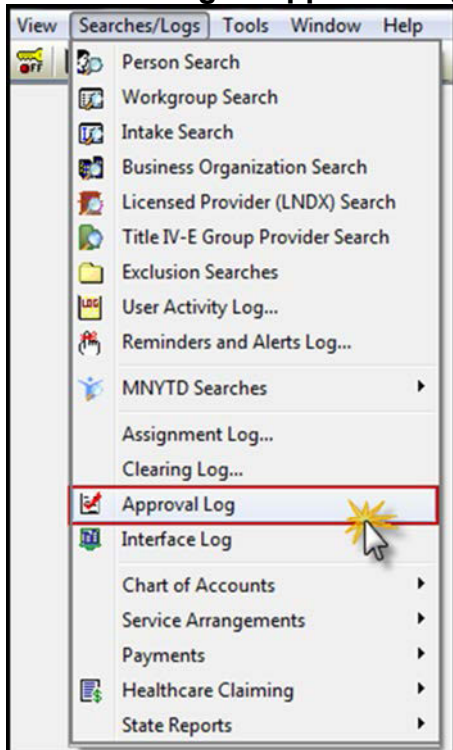 View Searches/Logs Tools Window Help
OFF
Person Search
Workgroup Search
Intake Search
Business Organization Search
Licensed Provider (LNDX) Search
Title IV-E Group Provider Search
Exclusion Searches
LOG
User Activity Log...
Reminders and Alerts Log...
MNYTD Searches
Assignment Log...
Clearing Log...
Approval Log
Interface Log
Chart of Accounts
Service Arrangements
Payments
Healthcare Claiming
State Reports